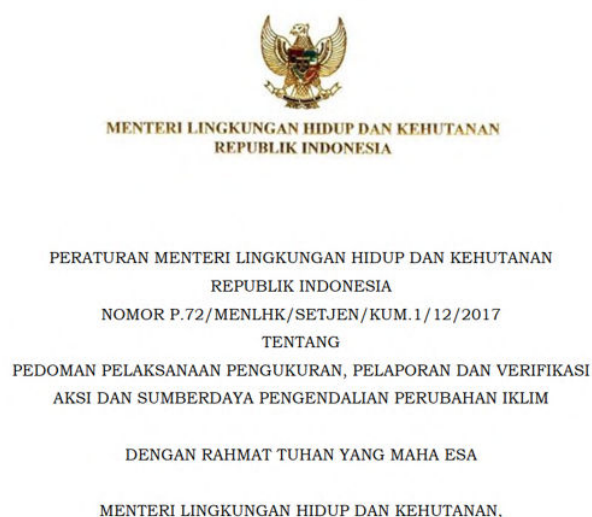 MENTERI LINGKUNGAN HIDUP DAN KEHUTANAN
REPUBLIK INDONESIA
PERATURAN MENTERI LINGKUNGAN HIDUP DAN KEHUTANAN
REPUBLIK INDONESIA
NOMOR P.72/MENLHK/SETJEN/KUM.1/12/2017
TENTANG
PEDOMAN PELAKSANAAN PENGUKURAN, PELAPORAN DAN VERIFIKASI
AKSI DAN SUMBERDAYA PENGENDALIAN PERUBAHAN IKLIM
DENGAN RAHMAT TUHAN YANG MAHA ESA
MENTERI LINGKUNGAN HIDUP DAN KEHUTANAN,